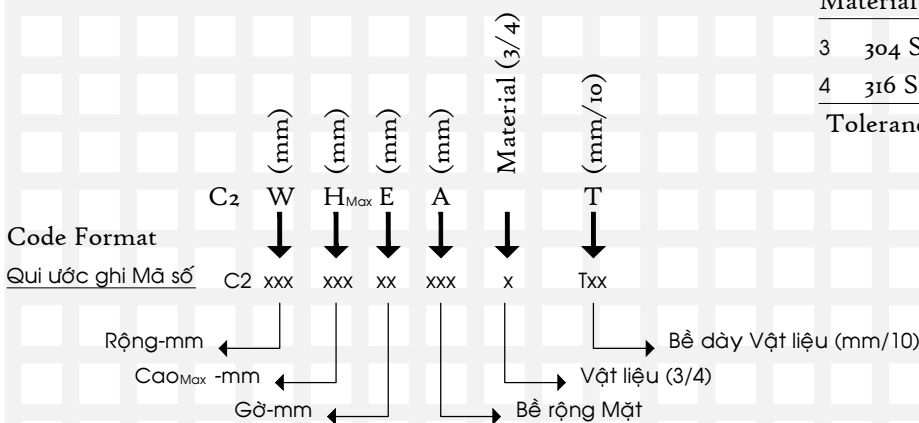 Material
3 304 S
4 316 S
Toleran
(mm) (mm) (mm) (mm) Material (3/4) (mm/10)
C2 W HMax E A T
Code Format
Qui ước ghi Mã số C2 xxx xxx xx xxx x Txx
Rộng-mm Bề dày Vật liệu (mm/10)
CaoMax -mm Vật liệu (3/4)
Gờ-mm Bề rộng Mặt